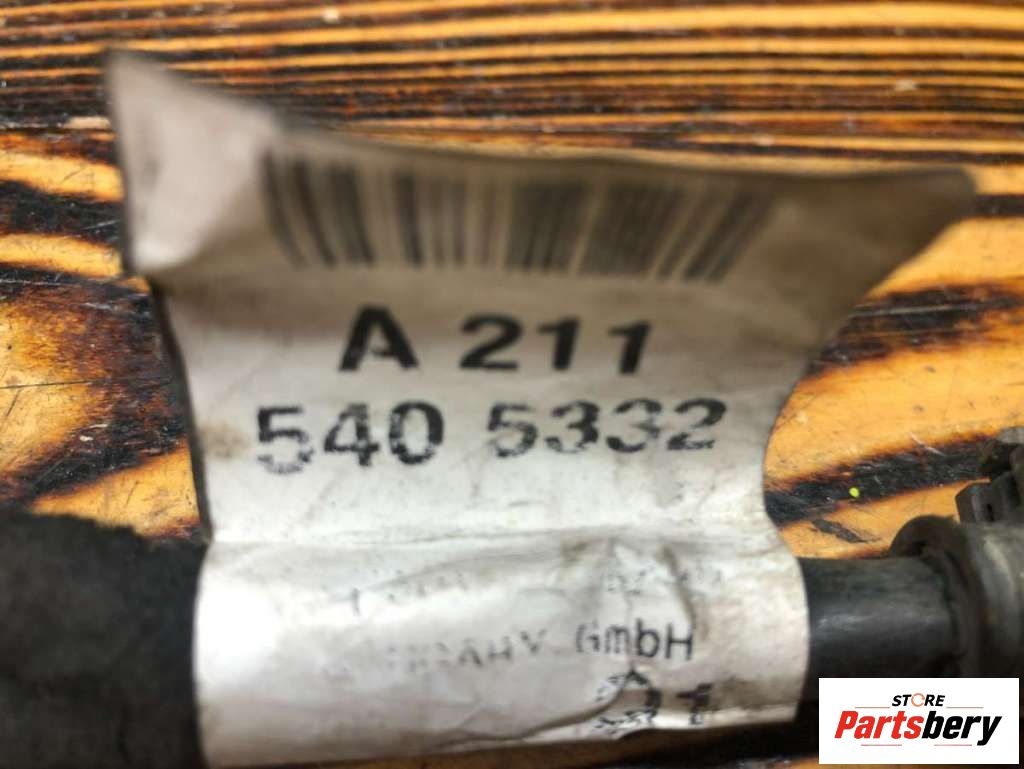 A 211
540 5332
GmbH
STORE
Partsbery